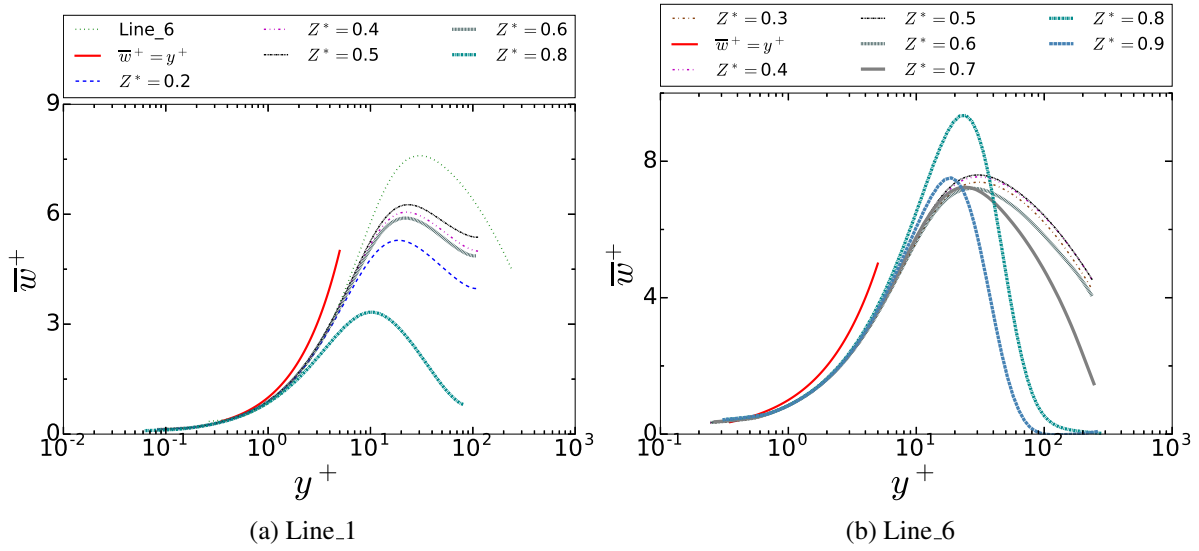 Line_6
w̅⁺ = y⁺
Z* = 0.2
Z* = 0.4
Z* = 0.5
Z* = 0.6
Z* = 0.8
9
6
3
0
w̅⁺
10⁻² 10⁻¹ 10⁰ 10¹ 10² 10³
y⁺
(a) Line_1
Z* = 0.3
w̅⁺ = y⁺
Z* = 0.4
Z* = 0.5
Z* = 0.6
Z* = 0.7
Z* = 0.8
Z* = 0.9
8
4
0
w̅⁺
10⁻¹ 10⁰ 10¹ 10² 10³
y⁺
(b) Line_6